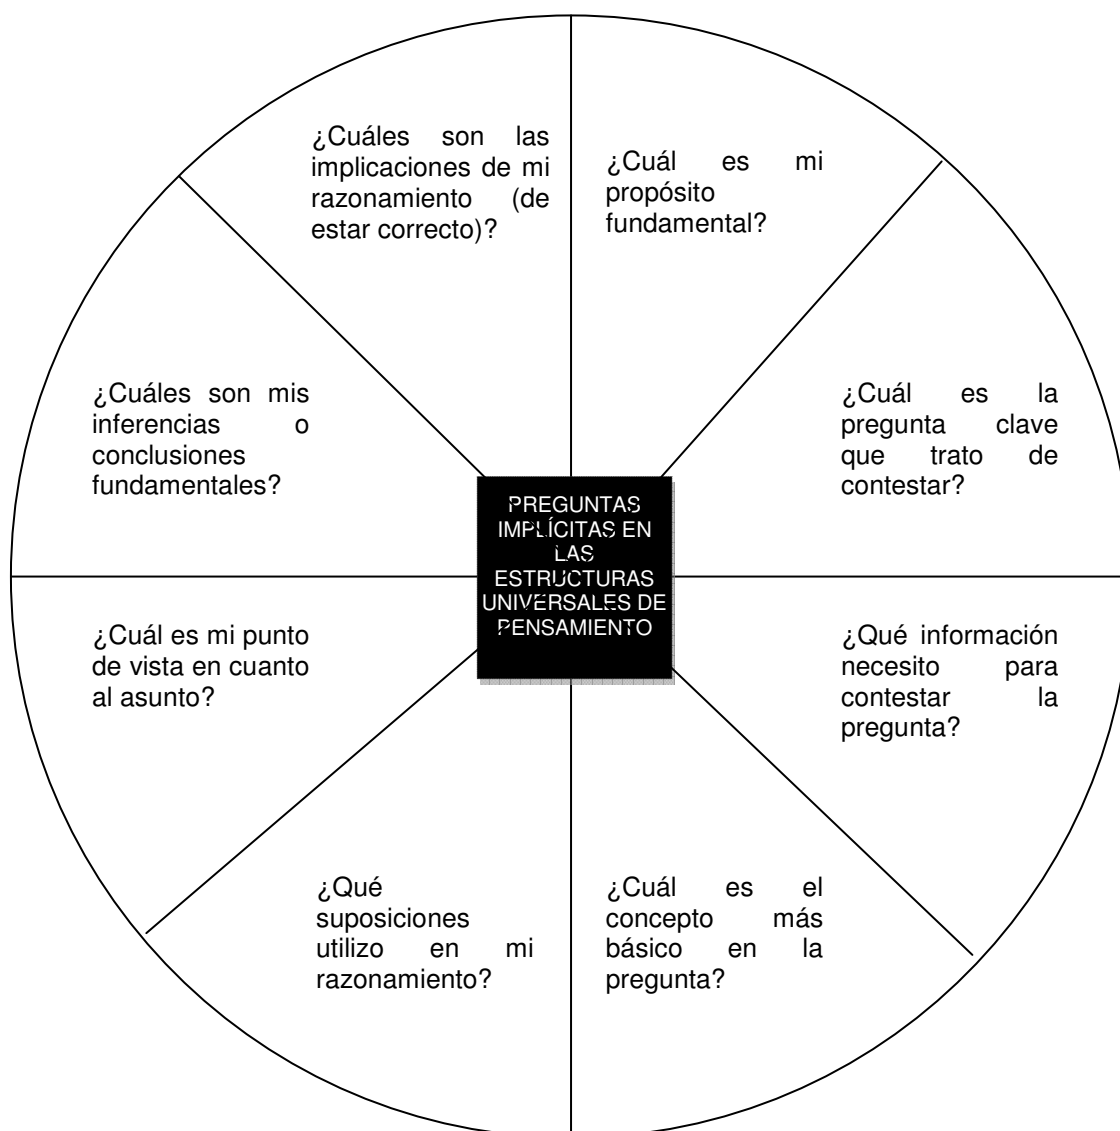 ¿Cuáles son las
implicaciones de mi
razonamiento (de
estar correcto)?
¿Cuál es mi
propósito
fundamental?
¿Cuáles son mis
inferencias o
conclusiones
fundamentales?
¿Cuál es la
pregunta clave
que trato de
contestar?
PREGUNTAS
IMPLÍCITAS EN
LAS
ESTRUCTURAS
UNIVERSALES DE
PENSAMIENTO
¿Cuál es mi punto
de vista en cuanto
al asunto?
¿Qué información
necesito para
contestar la
pregunta?
¿Qué
suposiciones
utilizo en mi
razonamiento?
¿Cuál es el
concepto más
básico en la
pregunta?